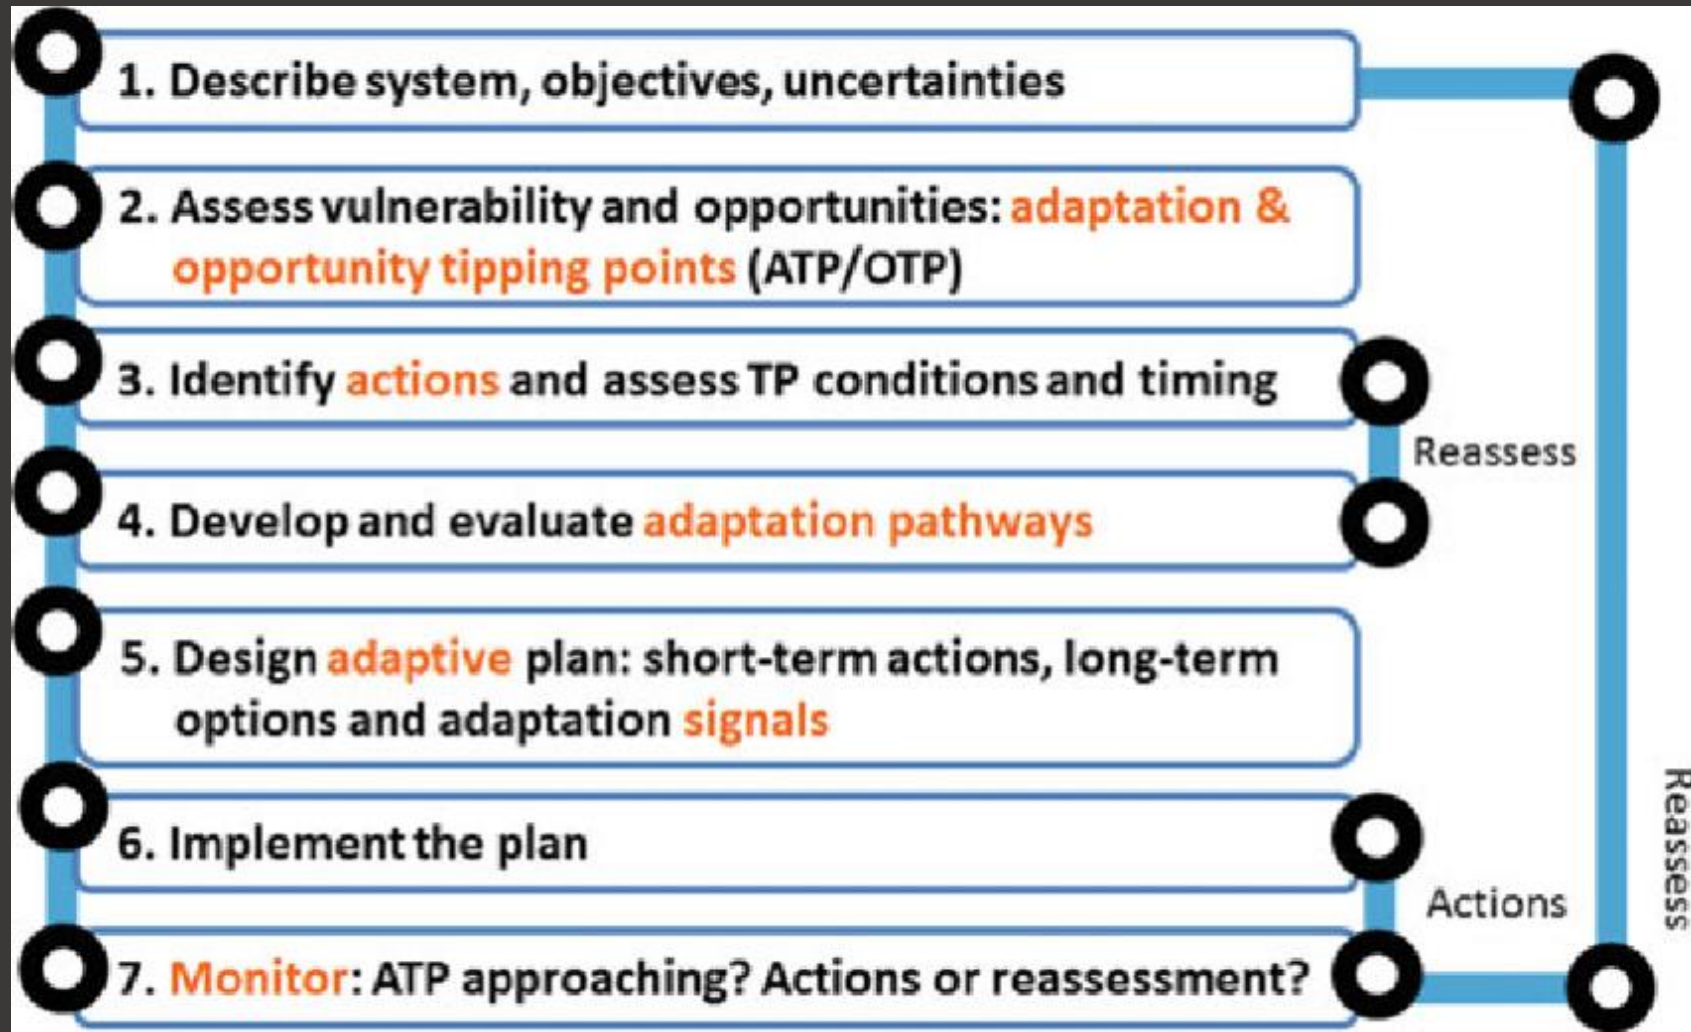 1. Describe system, objectives, uncertainties
2. Assess vulnerability and opportunities: adaptation &
opportunity tipping points (ATP/OTP)
3. Identify actions and assess TP conditions and timing
Reassess
4. Develop and evaluate adaptation pathways
5. Design adaptive plan: short-term actions, long-term
options and adaptation signals
6. Implement the plan
Actions
7. Monitor: ATP approaching? Actions or reassessment?
Reassess